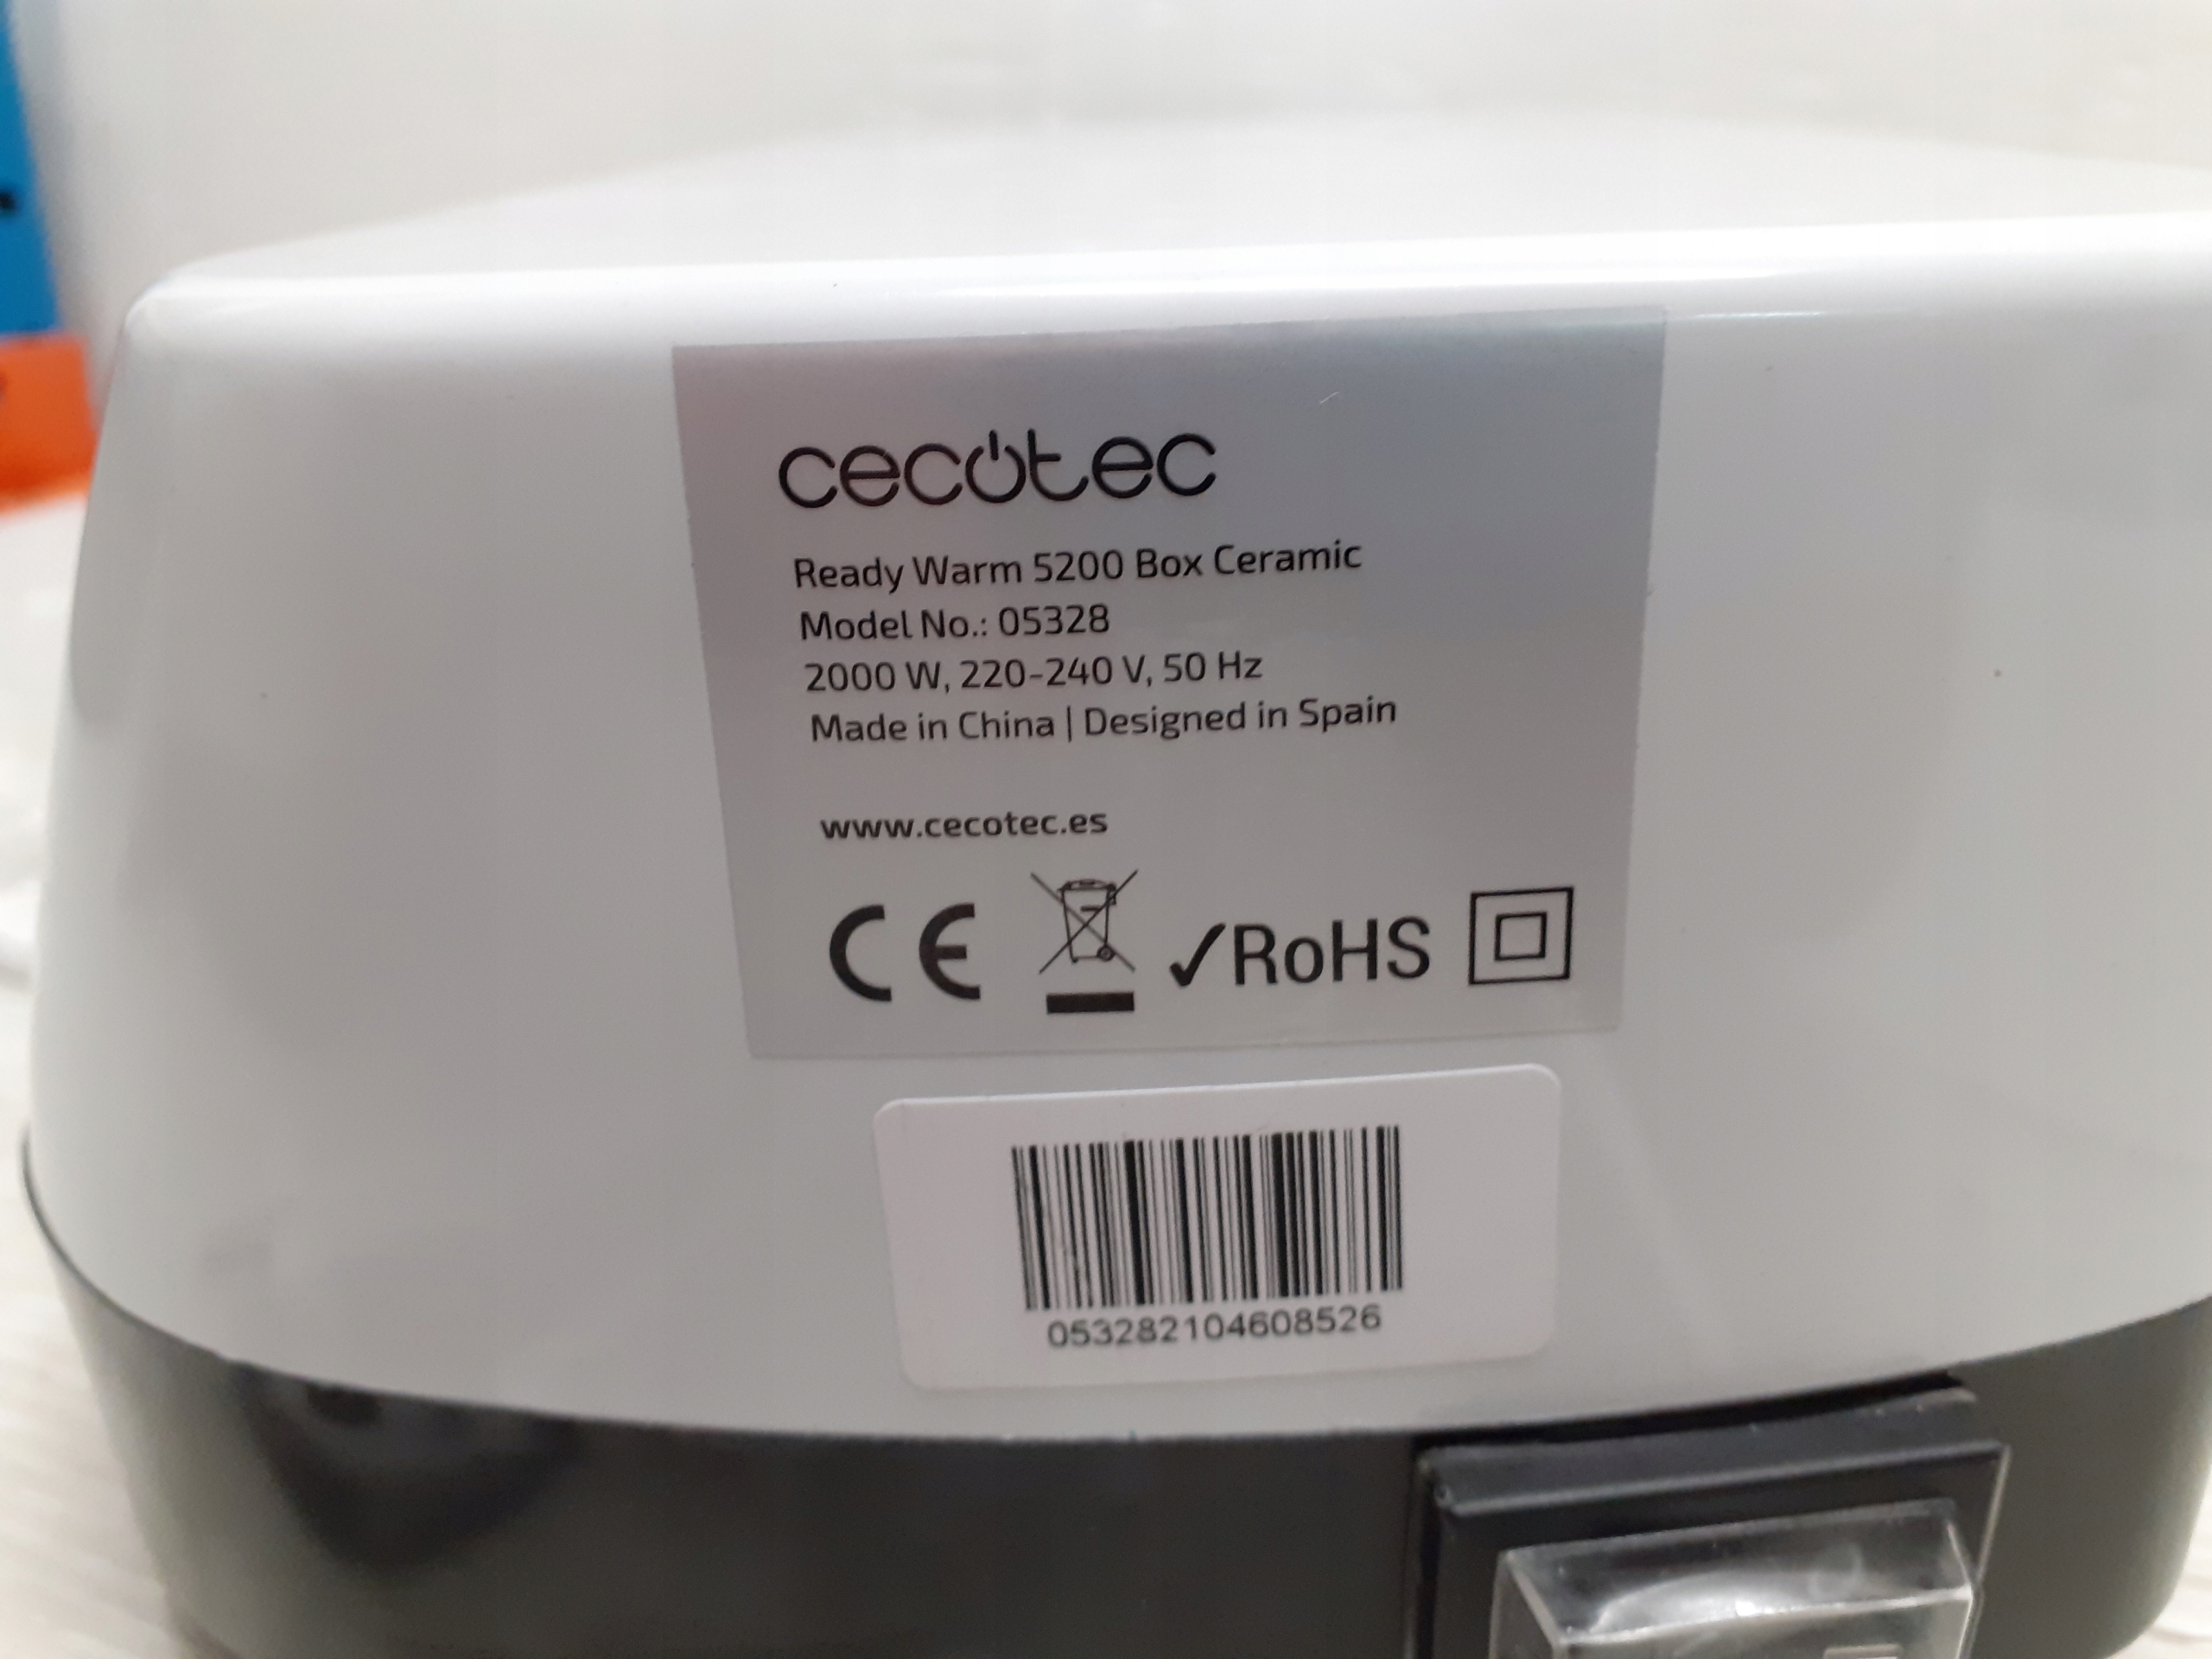 cecotec
Ready Warm 5200 Box Ceramic
Model No.: 05328
2000 W, 220-240 V, 50 Hz
Made in China | Designed in Spain
www.cecotec.es
CE ✓RoHS
053282104608526